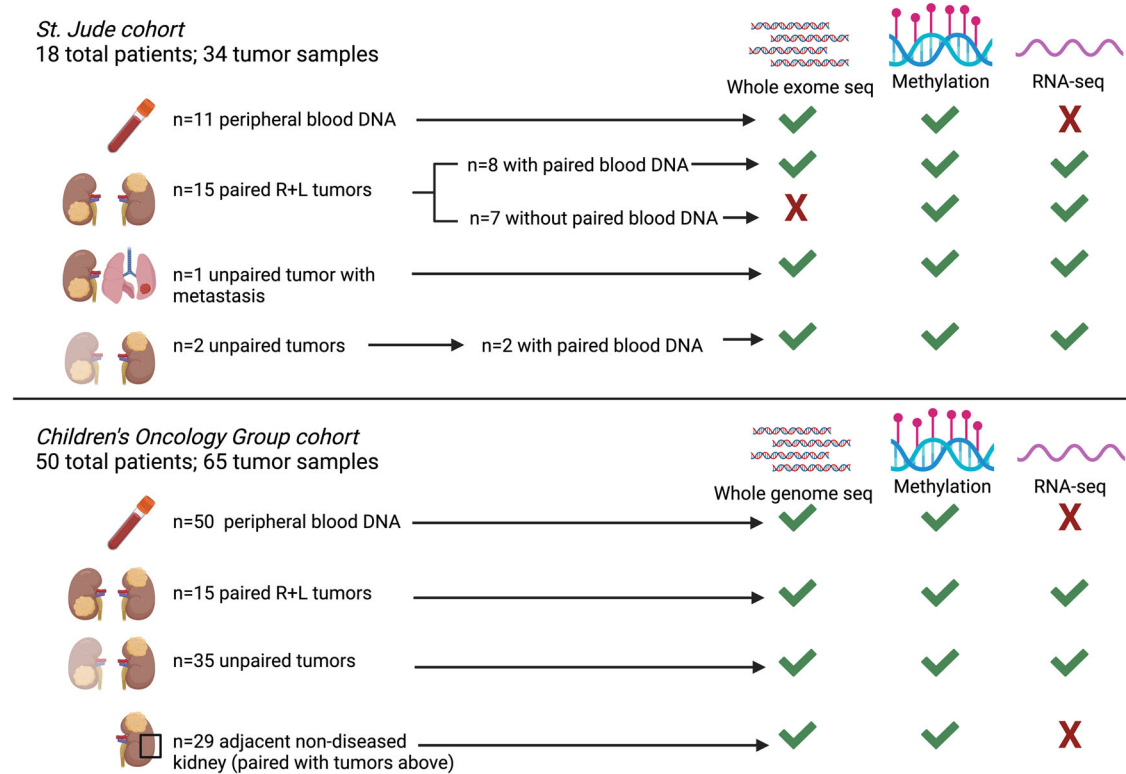 St. Jude cohort
18 total patients; 34 tumor samples
Whole exome seq
Methylation
RNA-seq
n=11 peripheral blood DNA
X
n=15 paired R+L tumors
n=8 with paired blood DNA
n=7 without paired blood DNA
X
n=1 unpaired tumor with
metastasis
n=2 unpaired tumors
n=2 with paired blood DNA
Children's Oncology Group cohort
50 total patients; 65 tumor samples
Whole genome seq
Methylation
RNA-seq
n=50 peripheral blood DNA
X
n=15 paired R+L tumors
n=35 unpaired tumors
n=29 adjacent non-diseased
kidney (paired with tumors above)
X